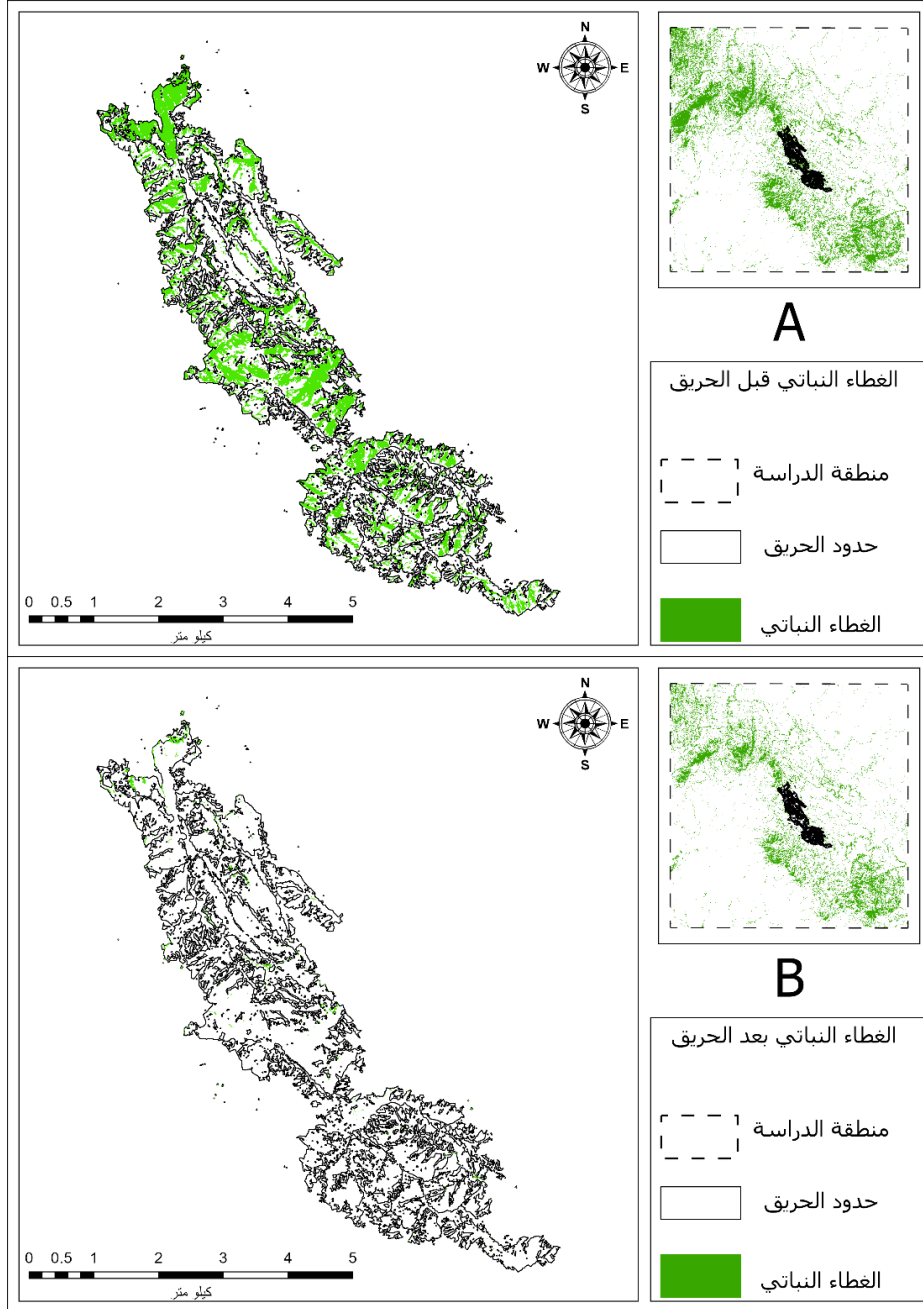 N
W E
S
A
الغطاء النباتي قبل الحريق
منطقة الدراسة
حدود الحريق
الغطاء النباتي
0 0.5 1 2 3 4 5
كيلو متر
N
W E
S
B
الغطاء النباتي بعد الحريق
منطقة الدراسة
حدود الحريق
الغطاء النباتي
0 0.5 1 2 3 4 5
كيلو متر